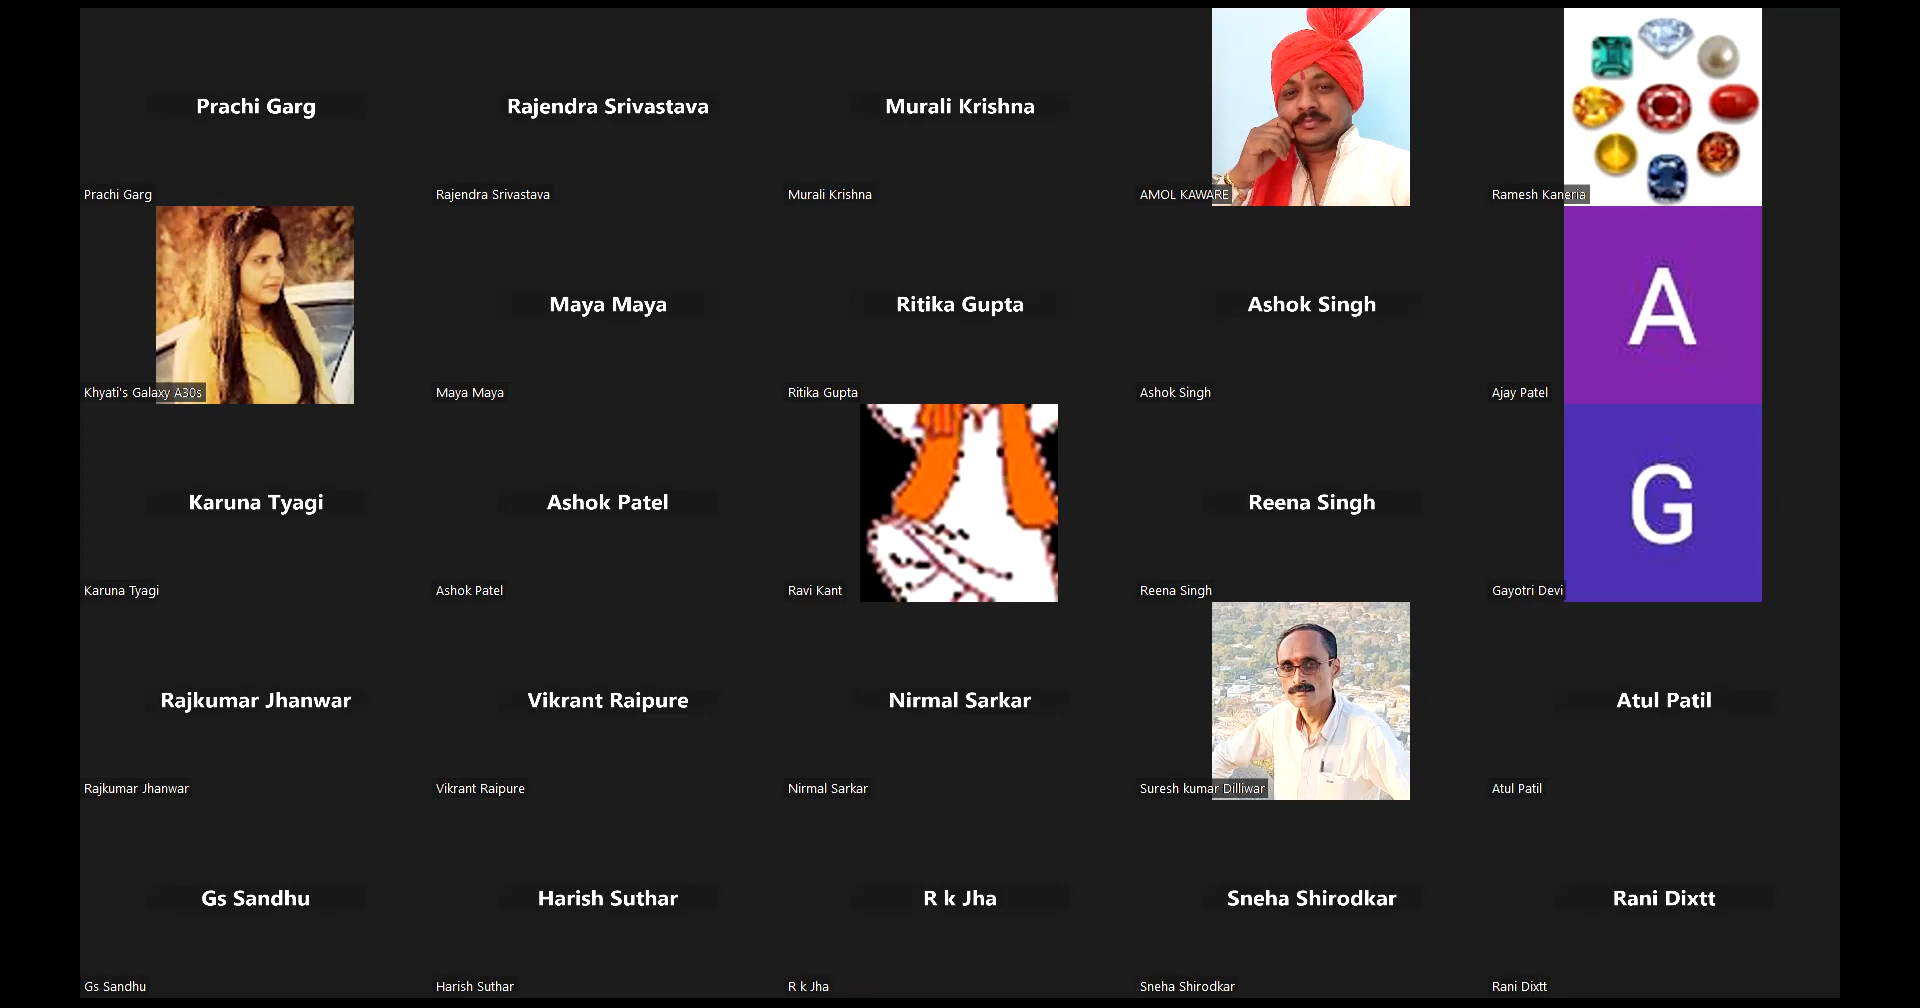 Prachi Garg
Rajendra Srivastava
Murali Krishna
Prachi Garg
Rajendra Srivastava
Murali Krishna
AMOL KAWARE
Ramesh Kaneria
Maya Maya
Ritika Gupta
Ashok Singh
A
Khyati's Galaxy A30s
Maya Maya
Ritika Gupta
Ashok Singh
Ajay Patel
Karuna Tyagi
Ashok Patel
Reena Singh
G
Karuna Tyagi
Ashok Patel
Ravi Kant
Reena Singh
Gayotri Devi
Rajkumar Jhanwar
Vikrant Raipure
Nirmal Sarkar
Atul Patil
Rajkumar Jhanwar
Vikrant Raipure
Nirmal Sarkar
Suresh kumar Dilliwar
Atul Patil
Gs Sandhu
Harish Suthar
R k Jha
Sneha Shirodkar
Rani Dixtt
Gs Sandhu
Harish Suthar
R k Jha
Sneha Shirodkar
Rani Dixtt